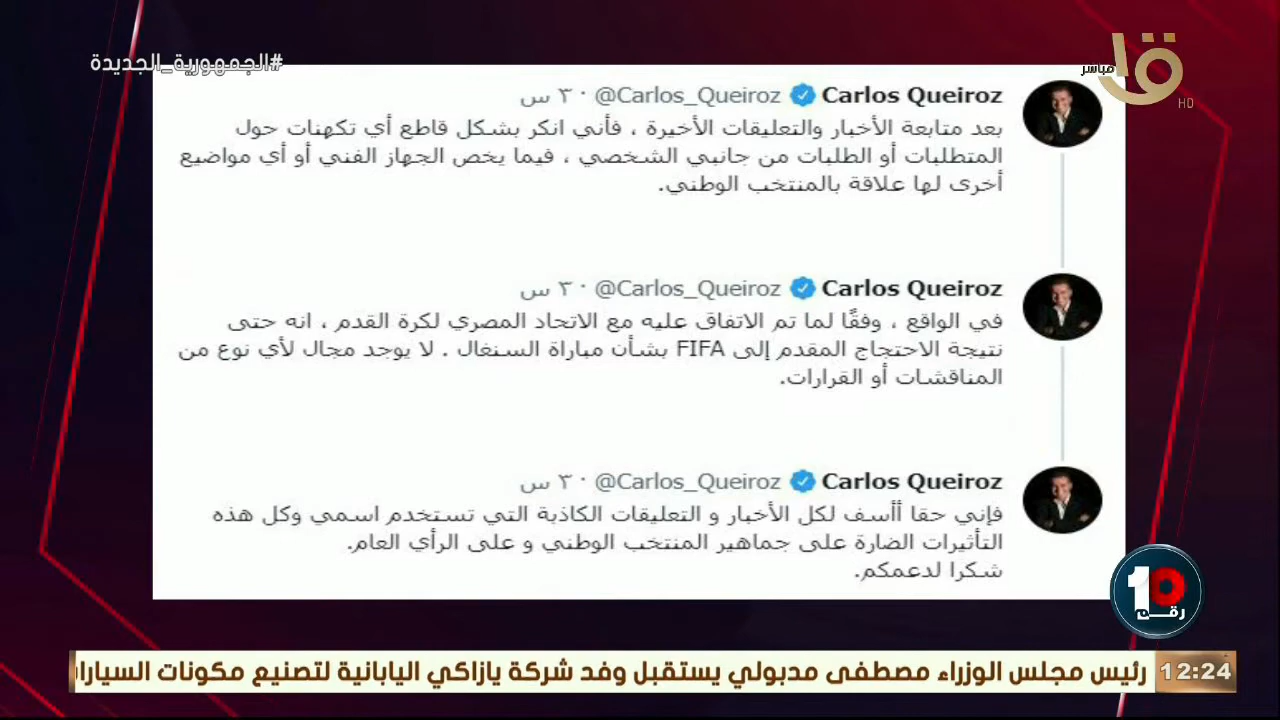 #الجمهورية_الجديدة
مباشر
HD
Carlos Queiroz @Carlos_Queiroz · ٣ س
بعد متابعة الأخبار والتعليقات الأخيرة ، فأني انكر بشكل قاطع أي تكهنات حول
المتطلبات أو الطلبات من جانبي الشخصي ، فيما يخص الجهاز الفني أو أي مواضيع
أخرى لها علاقة بالمنتخب الوطني.
Carlos Queiroz @Carlos_Queiroz · ٣ س
في الواقع ، وفقًا لما تم الاتفاق عليه مع الاتحاد المصري لكرة القدم ، انه حتى
نتيجة الاحتجاج المقدم إلى FIFA بشأن مباراة السنغال . لا يوجد مجال لأي نوع من
المناقشات أو القرارات.
Carlos Queiroz @Carlos_Queiroz · ٣ س
فإني حقا أأسف لكل الأخبار و التعليقات الكاذبة التي تستخدم اسمي وكل هذه
التأثيرات الضارة على جماهير المنتخب الوطني و على الرأي العام.
شكرا لدعمكم.
رقم 10
12:24 رئيس مجلس الوزراء مصطفى مدبولي يستقبل وفد شركة يازاكي اليابانية لتصنيع مكونات السيارا